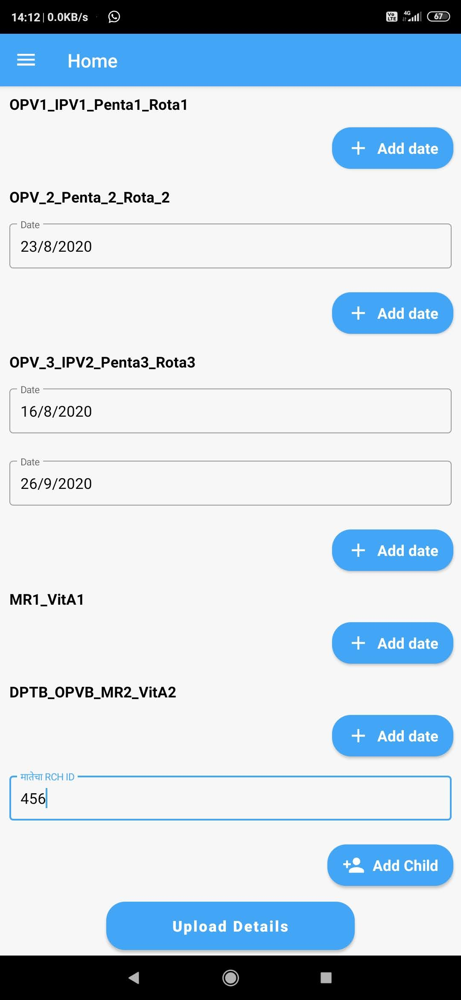 14:12 | 0.0KB/s
Vo LTE 4G 67
Home
OPV1_IPV1_Penta1_Rota1
Add date
OPV_2_Penta_2_Rota_2
Date
23/8/2020
Add date
OPV_3_IPV2_Penta3_Rota3
Date
16/8/2020
Date
26/9/2020
Add date
MR1_VitA1
Add date
DPTB_OPVB_MR2_VitA2
Add date
मातेचा RCH ID
456
Add Child
Upload Details